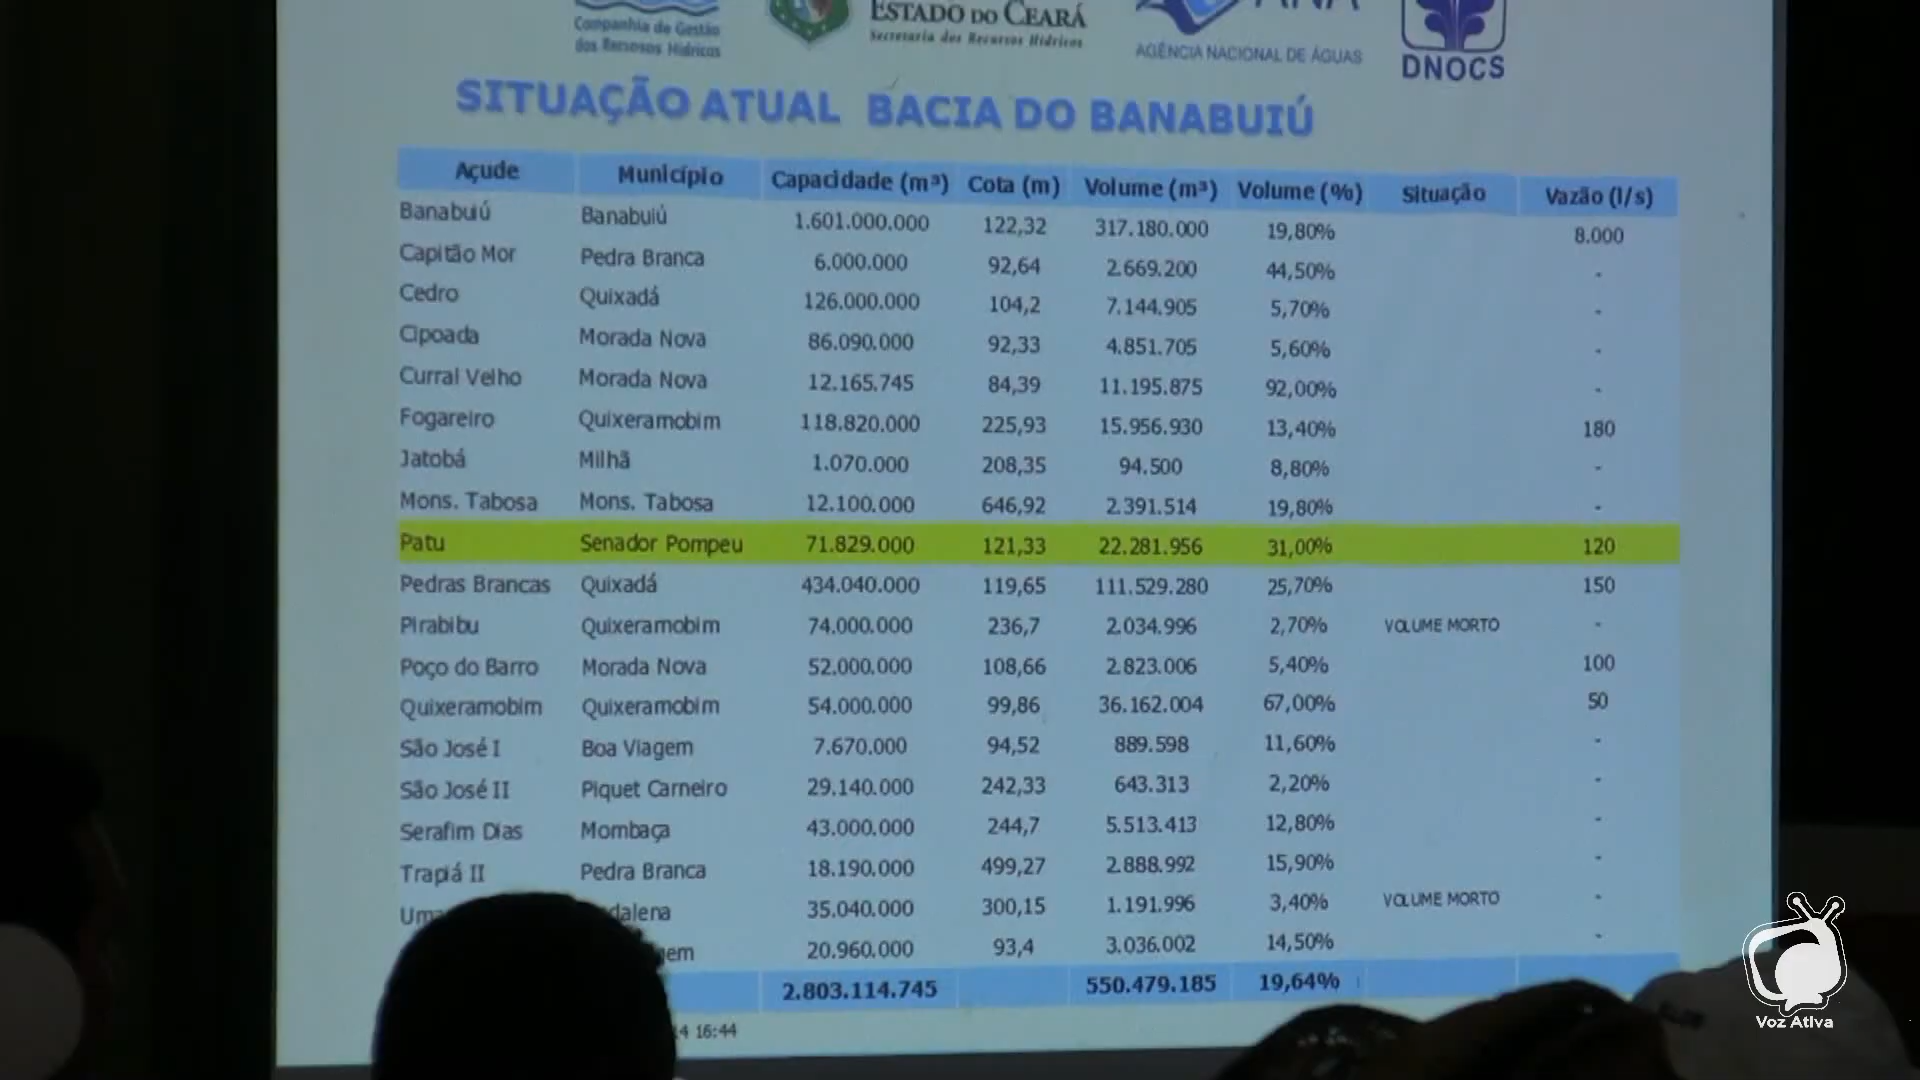 Companhia de Gestão
dos Recursos Hídricos
ESTADO DO CEARÁ
Secretaria dos Recursos Hídricos
ANA
AGÊNCIA NACIONAL DE ÁGUAS
DNOCS
SITUAÇÃO ATUAL BACIA DO BANABUIÚ
Açude Município Capacidade (m³) Cota (m) Volume (m³) Volume (%) Situação Vazão (l/s)
Banabuiú Banabuiú 1.601.000.000 122,32 317.180.000 19,80% 8.000
Capitão Mor Pedra Branca 6.000.000 92,64 2.669.200 44,50% -
Cedro Quixadá 126.000.000 104,2 7.144.905 5,70% -
Cipoada Morada Nova 86.090.000 92,33 4.851.705 5,60% -
Curral Velho Morada Nova 12.165.745 84,39 11.195.875 92,00% -
Fogareiro Quixeramobim 118.820.000 225,93 15.956.930 13,40% 180
Jatobá Milhã 1.070.000 208,35 94.500 8,80% -
Mons. Tabosa Mons. Tabosa 12.100.000 646,92 2.391.514 19,80% -
Patu Senador Pompeu 71.829.000 121,33 22.281.956 31,00% 120
Pedras Brancas Quixadá 434.040.000 119,65 111.529.280 25,70% 150
Pirabibu Quixeramobim 74.000.000 236,7 2.034.996 2,70% VOLUME MORTO -
Poço do Barro Morada Nova 52.000.000 108,66 2.823.006 5,40% 100
Quixeramobim Quixeramobim 54.000.000 99,86 36.162.004 67,00% 50
São José I Boa Viagem 7.670.000 94,52 889.598 11,60% -
São José II Piquet Carneiro 29.140.000 242,33 643.313 2,20% -
Serafim Dias Mombaça 43.000.000 244,7 5.513.413 12,80% -
Trapiá II Pedra Branca 18.190.000 499,27 2.888.992 15,90% -
Uma dalena 35.040.000 300,15 1.191.996 3,40% VOLUME MORTO -
em 20.960.000 93,4 3.036.002 14,50% -
2.803.114.745 550.479.185 19,64%
4 16:44
Voz Ativa